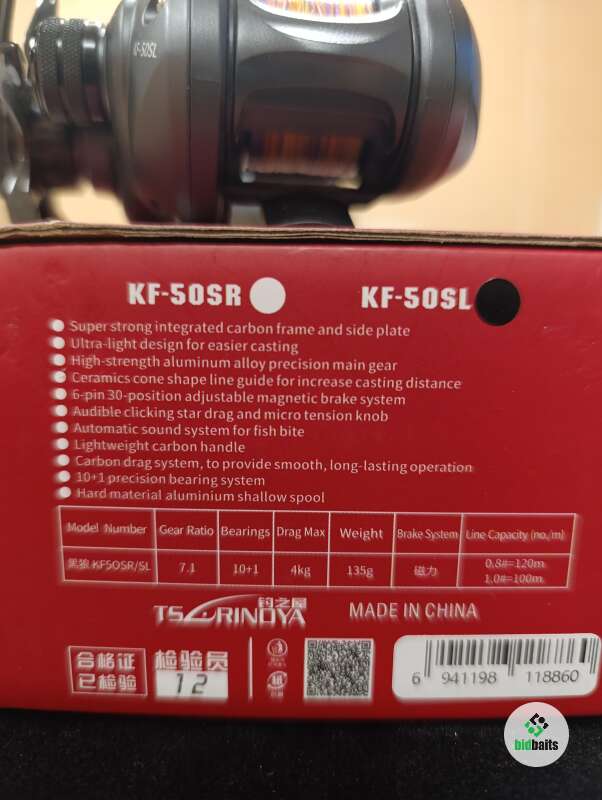 KF-50SL
KF-50SR KF-50SL
Super strong integrated carbon frame and side plate
Ultra-light design for easier casting
High-strength aluminum alloy precision main gear
Ceramics cone shape line guide for increase casting distance
6-pin 30-position adjustable magnetic brake system
Audible clicking star drag and micro tension knob
Automatic sound system for fish bite
Lightweight carbon handle
Carbon drag system, to provide smooth, long-lasting operation
10+1 precision bearing system
Hard material aluminium shallow spool
Model Number Gear Ratio Bearings Drag Max Weight Brake System Line Capacity (no./m)
黑狼 KF50SR/SL 7.1 10+1 4kg 135g 磁力 0.8#=120m
1.0#=100m
钓之屋
TSURINOYA MADE IN CHINA
合格证 检验员
已检验 12
6 941198 118860
bidbaits